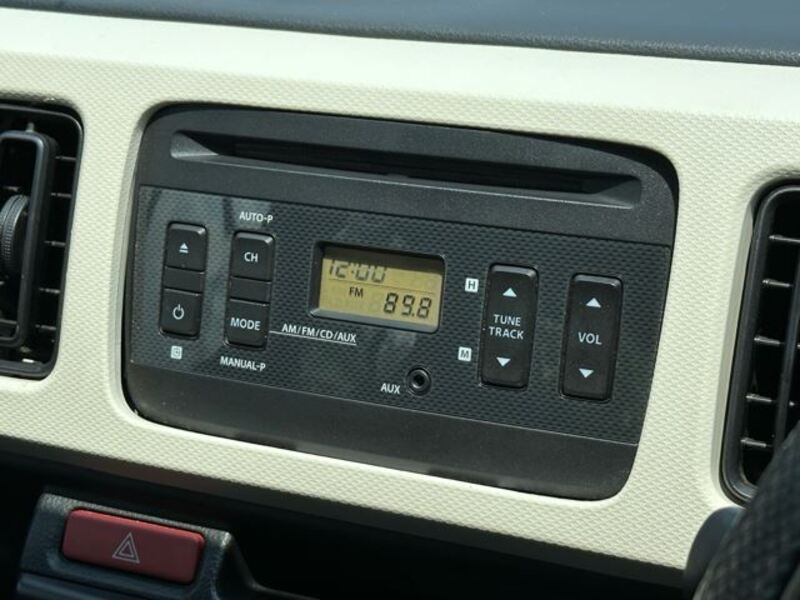 AUTO-P
CH
MODE
AM/FM/CD/AUX
MANUAL-P
12:00
FM
89.8
AUX
H
M
TUNE
TRACK
VOL